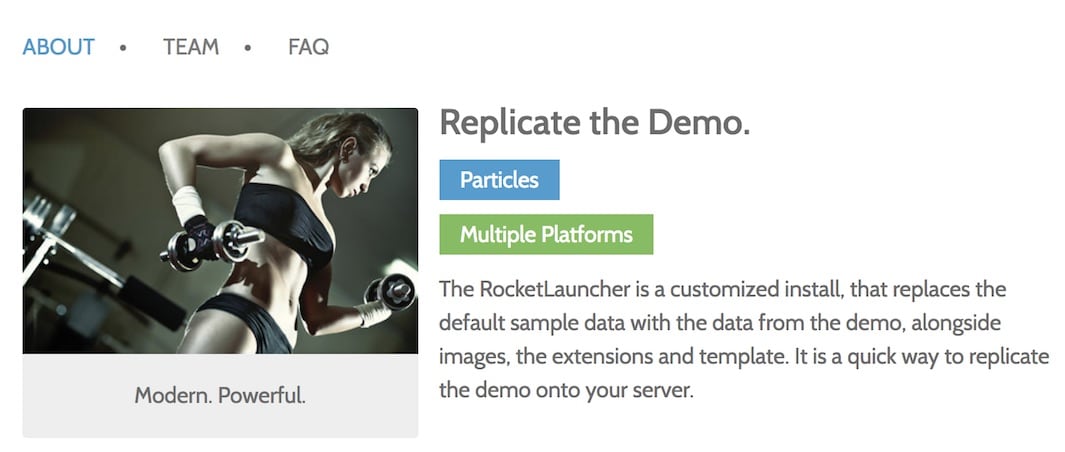 ABOUT • TEAM • FAQ
Replicate the Demo.
Particles
Multiple Platforms
The RocketLauncher is a customized install, that replaces the
default sample data with the data from the demo, alongside
images, the extensions and template. It is a quick way to replicate
the demo onto your server.
Modern. Powerful.